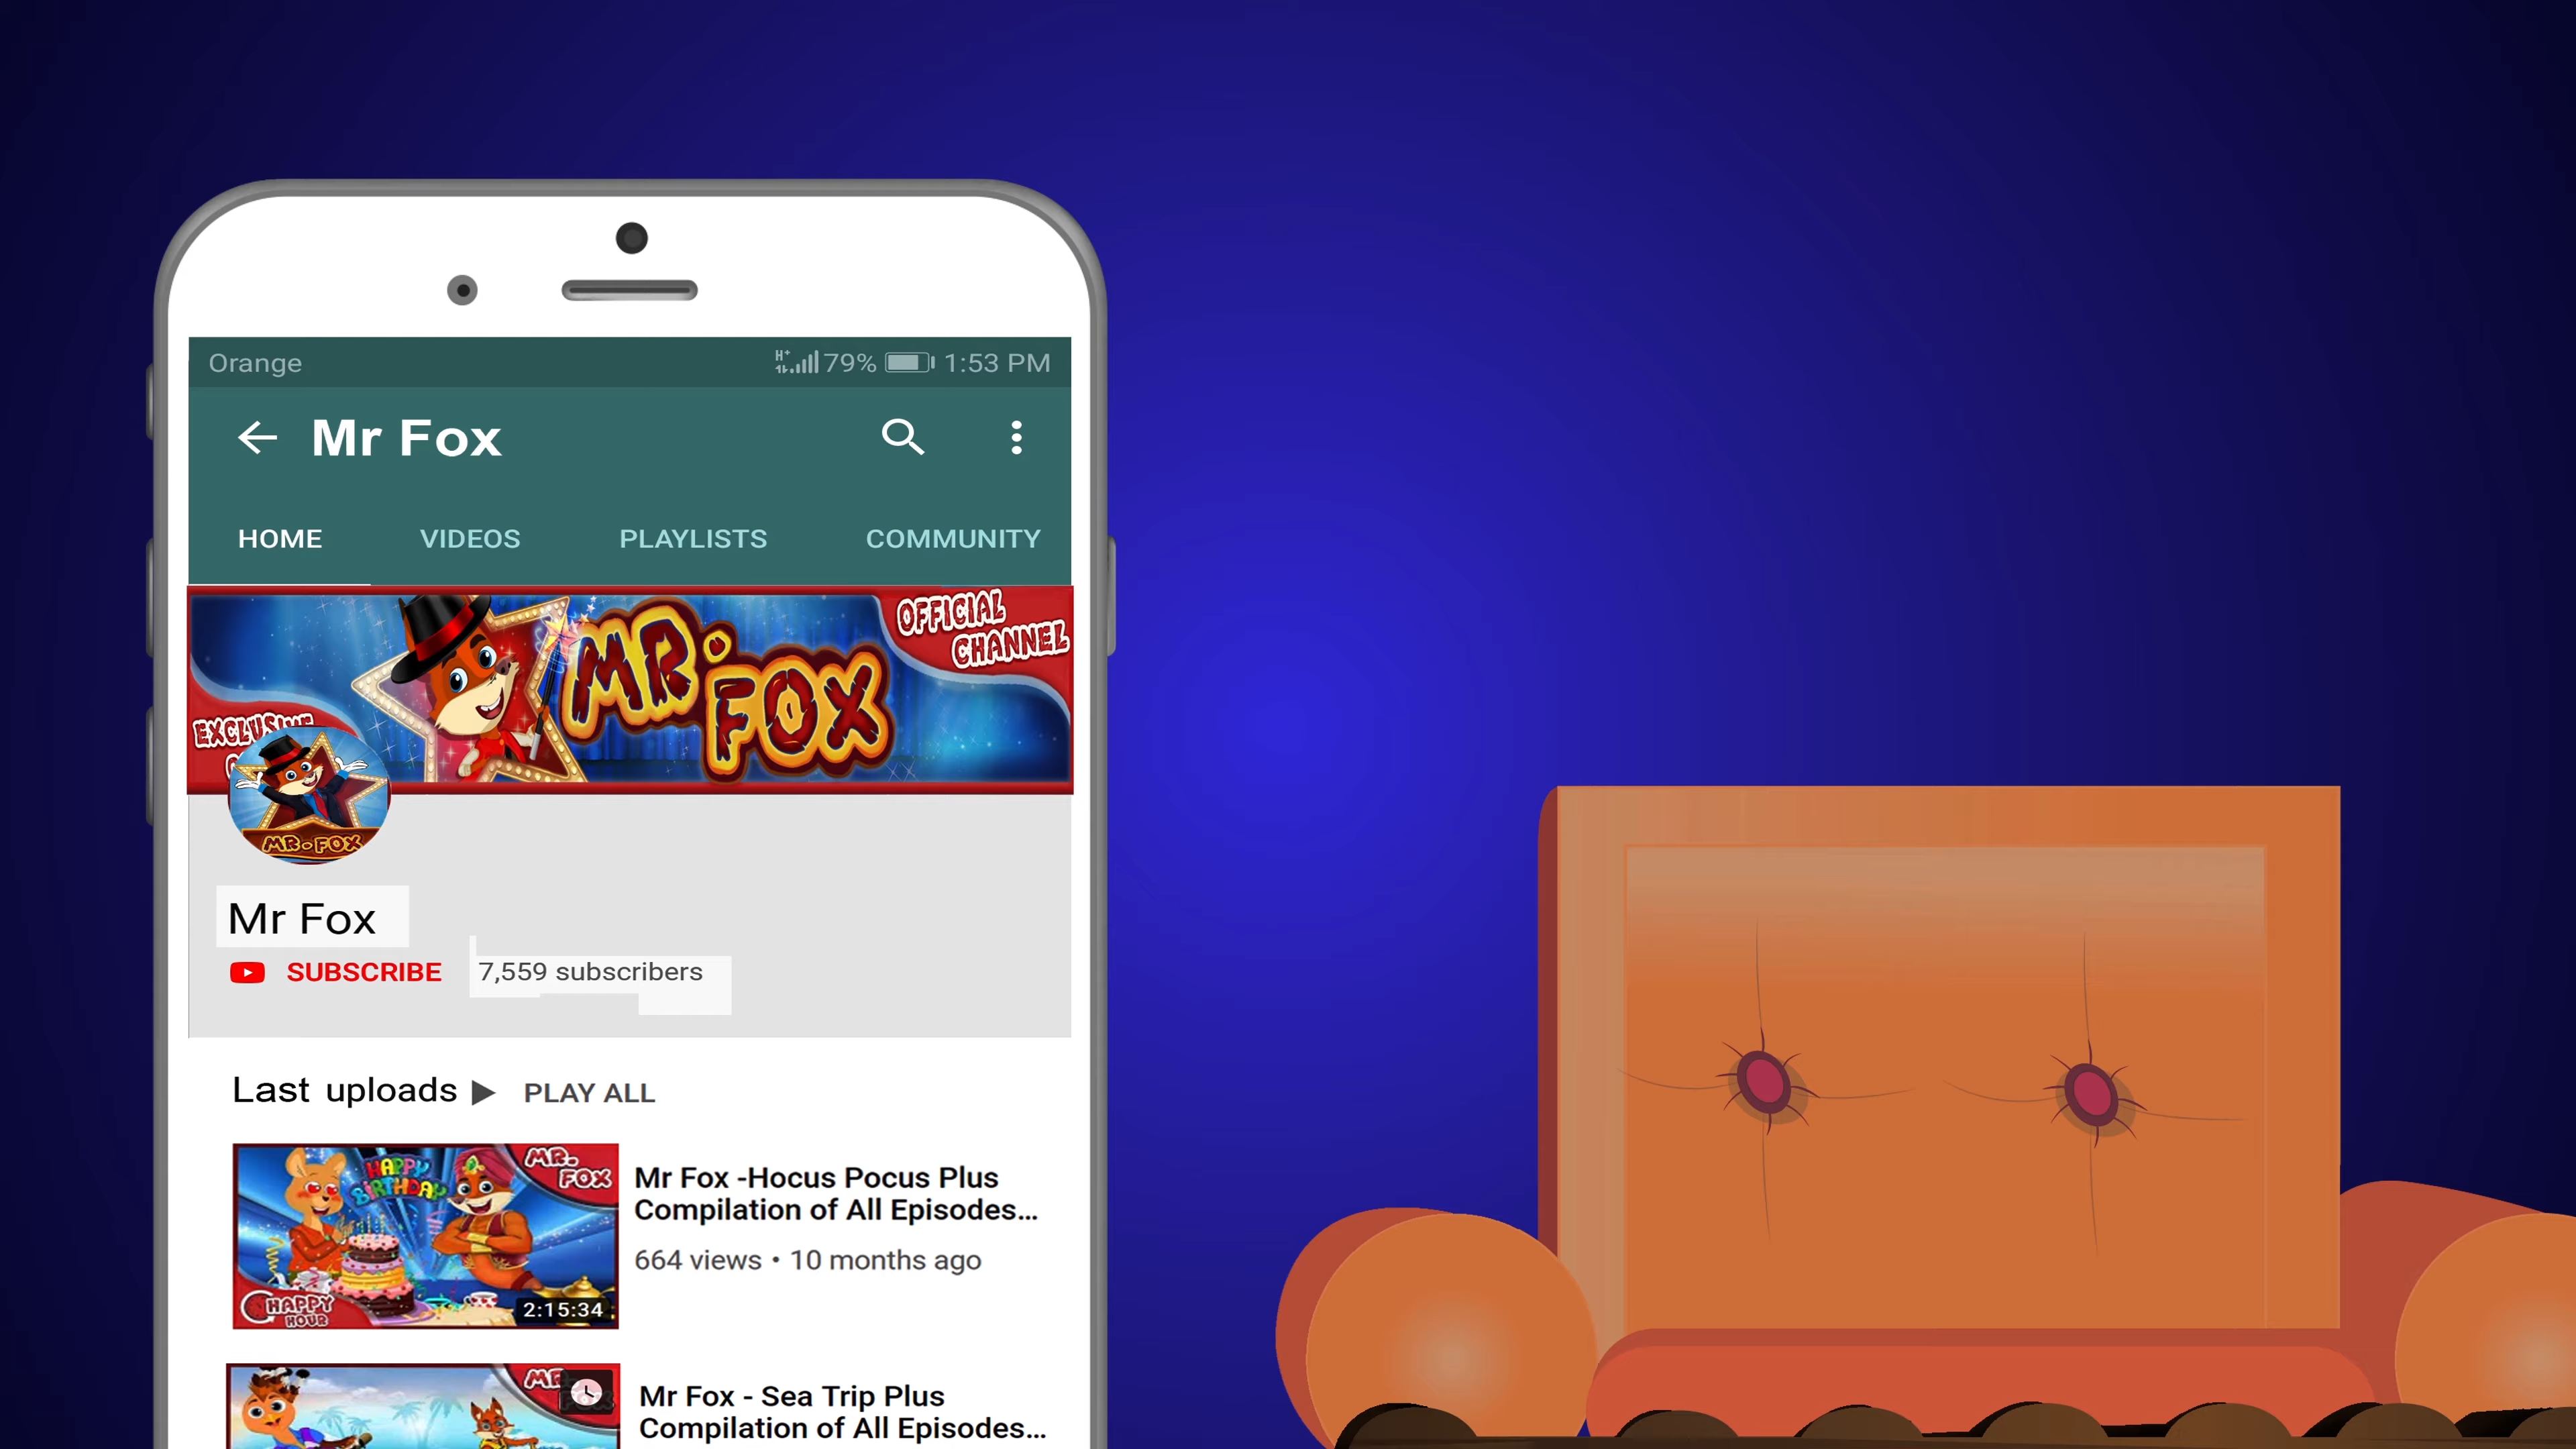 Orange
79% 1:53 PM
Mr Fox
HOME VIDEOS PLAYLISTS COMMUNITY
OFFICIAL
CHANNEL
MR.
FOX
EXCLUSIVE
MR. FOX
Mr Fox
SUBSCRIBE 7,559 subscribers
Last uploads PLAY ALL
HAPPY
BIRTHDAY
MR.
FOX
HAPPY
HOUR
2:15:34
Mr Fox -Hocus Pocus Plus
Compilation of All Episodes...
664 views • 10 months ago
Mr Fox - Sea Trip Plus
Compilation of All Episodes...